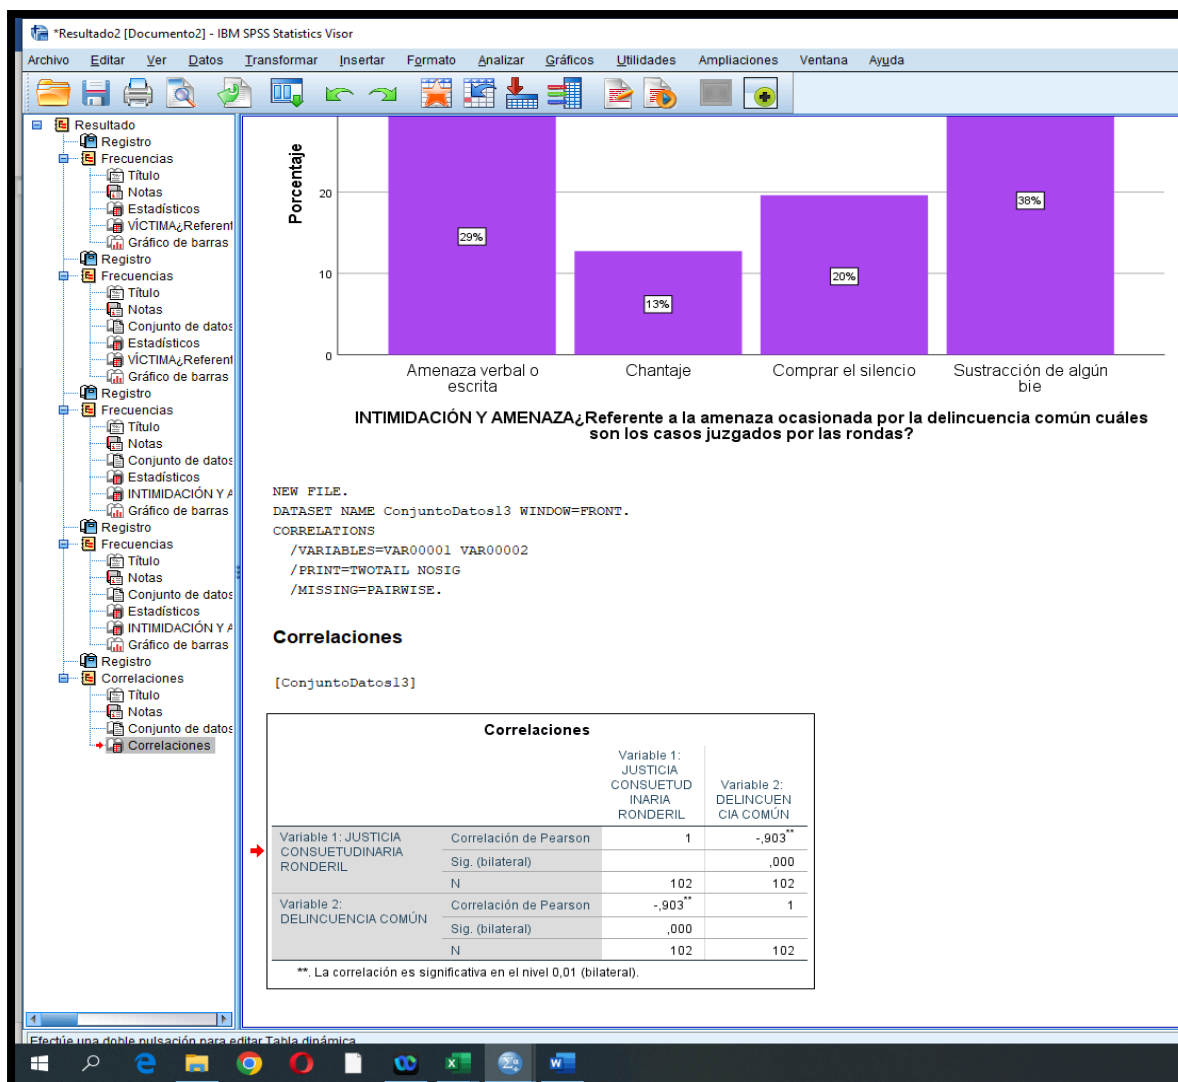 *Resultado2 [Documento2] - IBM SPSS Statistics Visor
Archivo Editar Ver Datos Transformar Insertar Formato Analizar Gráficos Utilidades Ampliaciones Ventana Ayuda
Resultado
Registro
Frecuencias
Título
Notas
Estadísticos
VÍCTIMA¿Referent
Gráfico de barras
Registro
Frecuencias
Título
Notas
Conjunto de datos
Estadísticos
VÍCTIMA¿Referent
Gráfico de barras
Registro
Frecuencias
Título
Notas
Conjunto de datos
Estadísticos
INTIMIDACIÓN Y A
Gráfico de barras
Registro
Frecuencias
Título
Notas
Conjunto de datos
Estadísticos
INTIMIDACIÓN Y A
Gráfico de barras
Registro
Correlaciones
Título
Notas
Conjunto de datos
Correlaciones
Porcentaje
20
10
0
29%
13%
20%
38%
Amenaza verbal o escrita
Chantaje
Comprar el silencio
Sustracción de algún bie
INTIMIDACIÓN Y AMENAZA¿Referente a la amenaza ocasionada por la delincuencia común cuáles
son los casos juzgados por las rondas?
NEW FILE.
DATASET NAME ConjuntoDatos13 WINDOW=FRONT.
CORRELATIONS
/VARIABLES=VAR00001 VAR00002
/PRINT=TWOTAIL NOSIG
/MISSING=PAIRWISE.
Correlaciones
[ConjuntoDatos13]
Correlaciones
Variable 1:
JUSTICIA
CONSUETUD
INARIA
RONDERIL
Variable 2:
DELINCUEN
CIA COMÚN
Variable 1: JUSTICIA
CONSUETUDINARIA
RONDERIL
Correlación de Pearson 1 -,903**
Sig. (bilateral) ,000
N 102 102
Variable 2:
DELINCUENCIA COMÚN
Correlación de Pearson -,903** 1
Sig. (bilateral) ,000
N 102 102
**. La correlación es significativa en el nivel 0,01 (bilateral).
Efectúe una doble pulsación para editar Tabla dinámica